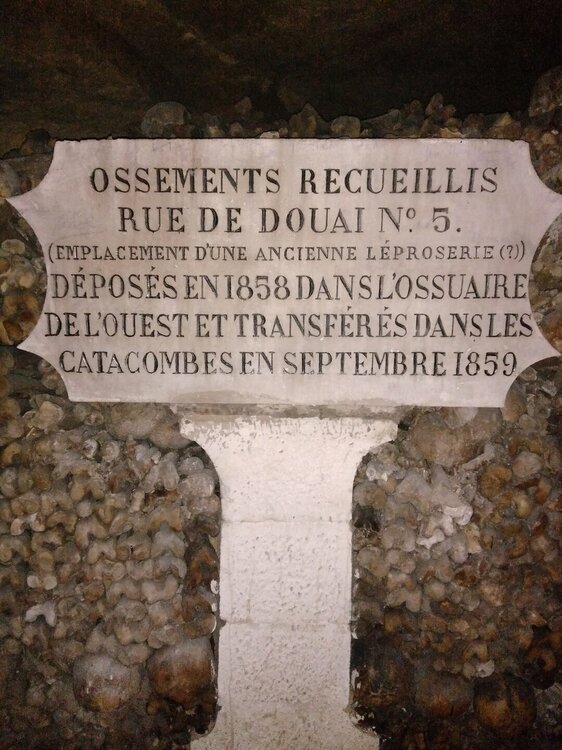 OSSEMENTS RECUEILLIS
RUE DE DOUAI Nº 5.
(EMPLACEMENT D'UNE ANCIENNE LÉPROSERIE (?))
DÉPOSÉS EN 1858 DANS L'OSSUAIRE
DE L'OUEST ET TRANSFÉRÉS DANS LES
CATACOMBES EN SEPTEMBRE 1859